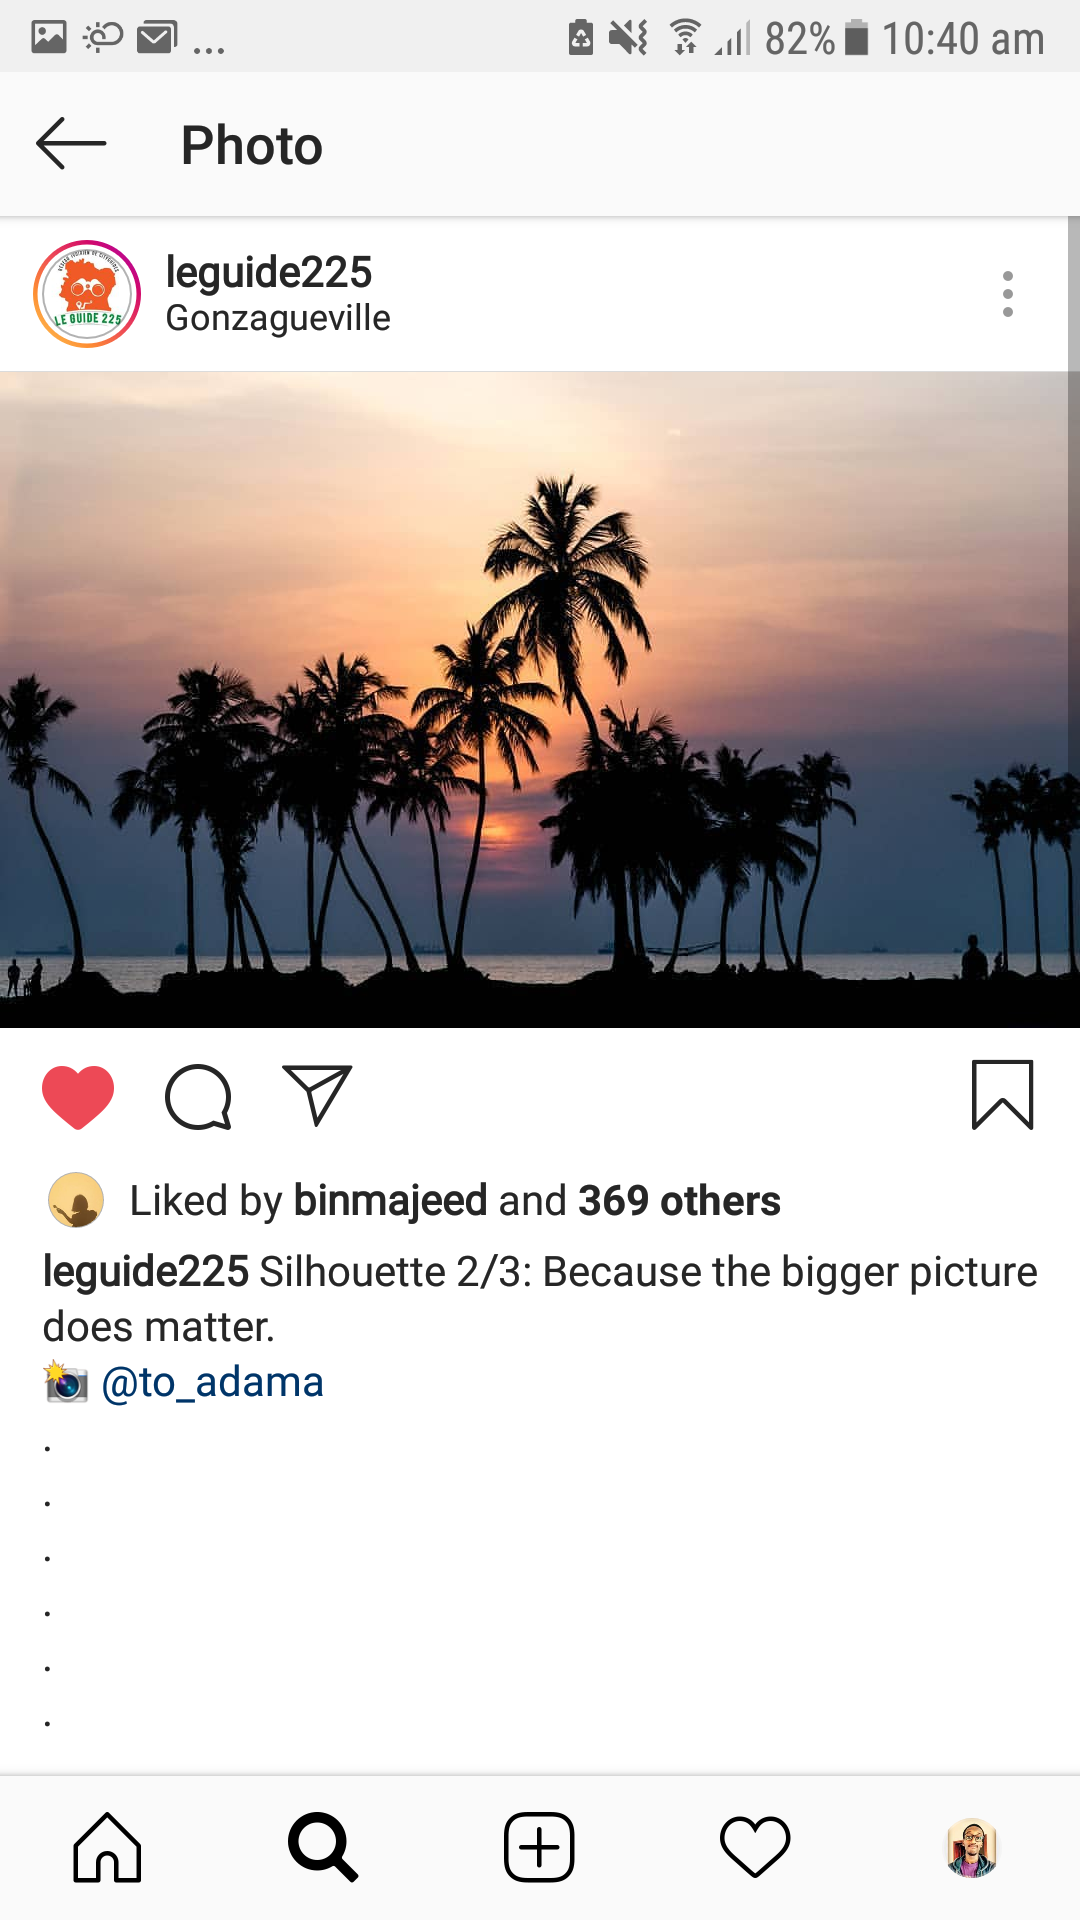 ... 82% 10:40 am
Photo
leguide225
Gonzagueville
LE GUIDE 225
Liked by binmajeed and 369 others
leguide225 Silhouette 2/3: Because the bigger picture
does matter.
📸 @to_adama
.
.
.
.
.
.